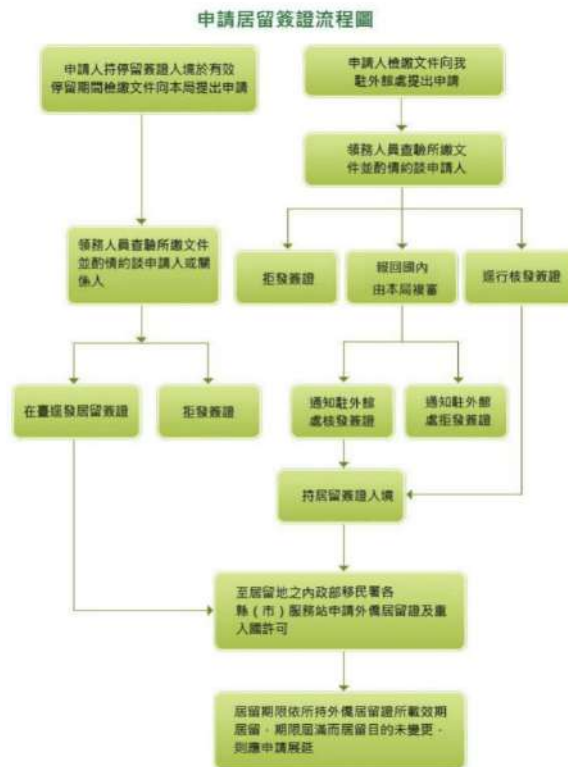 申請居留簽證流程圖
申請人持停留簽證入境於有效
停留期間檢繳文件向本局提出申請
申請人檢繳文件向我
駐外館處提出申請
領務人員查驗所繳文
件並酌情約談申請人
領務人員查驗所繳文件
並酌情約談申請人或關
係人
拒發簽證
報回國內
由本局複審
逕行核發簽證
在臺逕發居留簽證
拒發簽證
通知駐外館
處核發簽證
通知駐外館
處拒發簽證
持居留簽證入境
至居留地之內政部移民署各
縣（市）服務站申請外僑居留證及重
入國許可
居留期限依所持外僑居留證所載效期
居留，期限屆滿而居留目的未變更，
則應申請展延